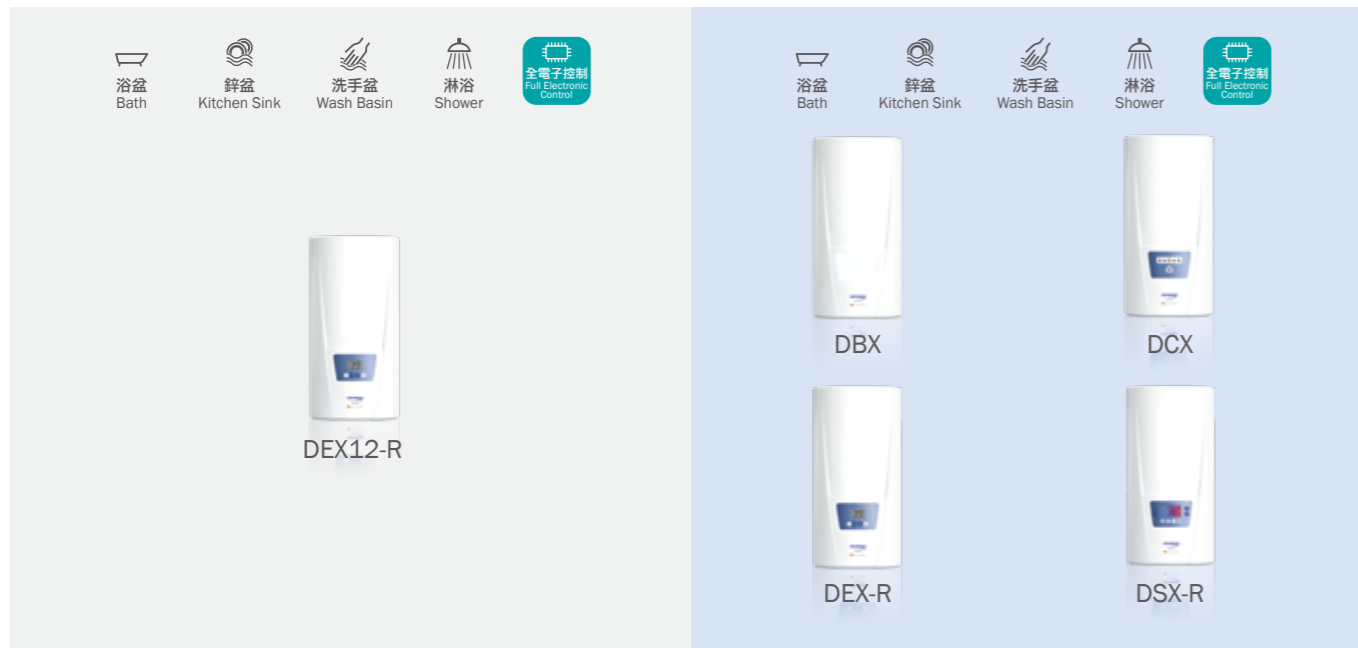 浴盆
Bath
鋅盆
Kitchen Sink
洗手盆
Wash Basin
淋浴
Shower
全電子控制
Full Electronic
Control
DEX12-R
浴盆
Bath
鋅盆
Kitchen Sink
洗手盆
Wash Basin
淋浴
Shower
全電子控制
Full Electronic
Control
DBX
DCX
DEX-R
DSX-R